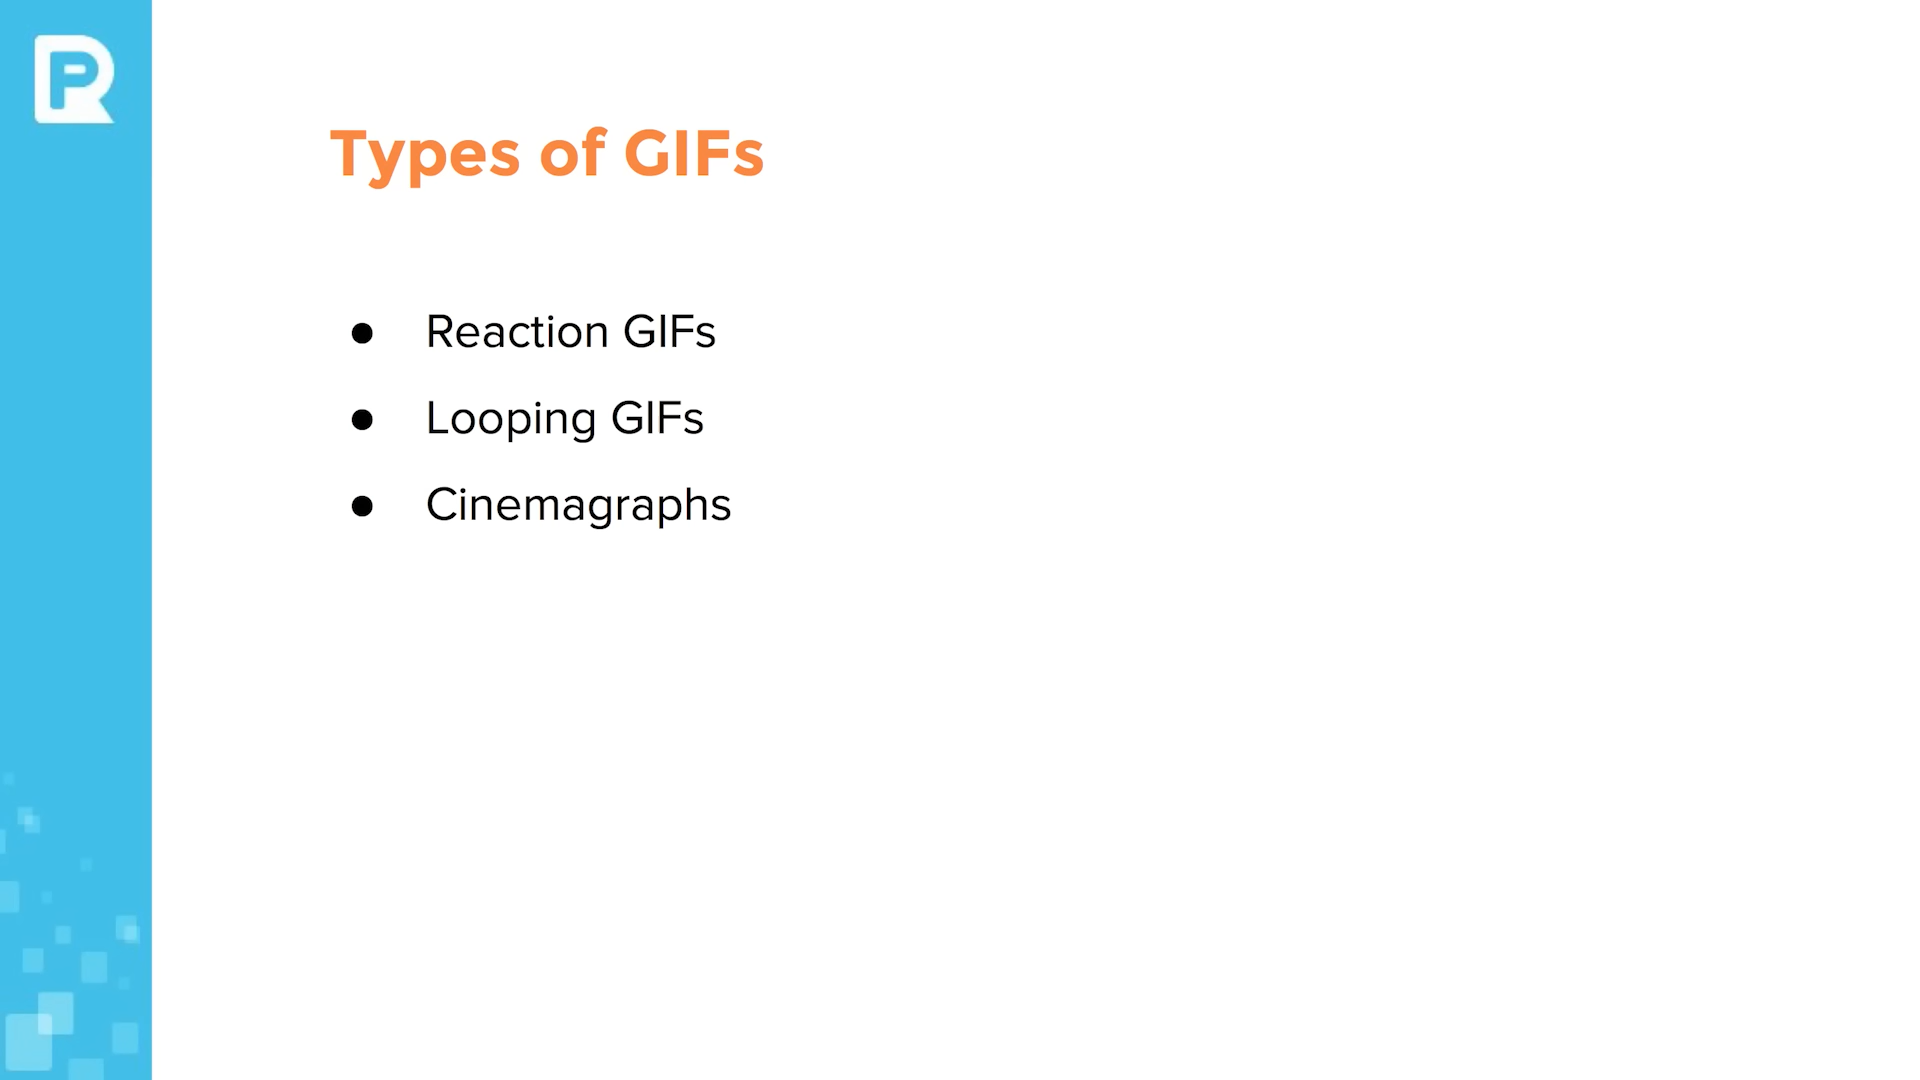 Types of GIFs
● Reaction GIFs
● Looping GIFs
● Cinemagraphs